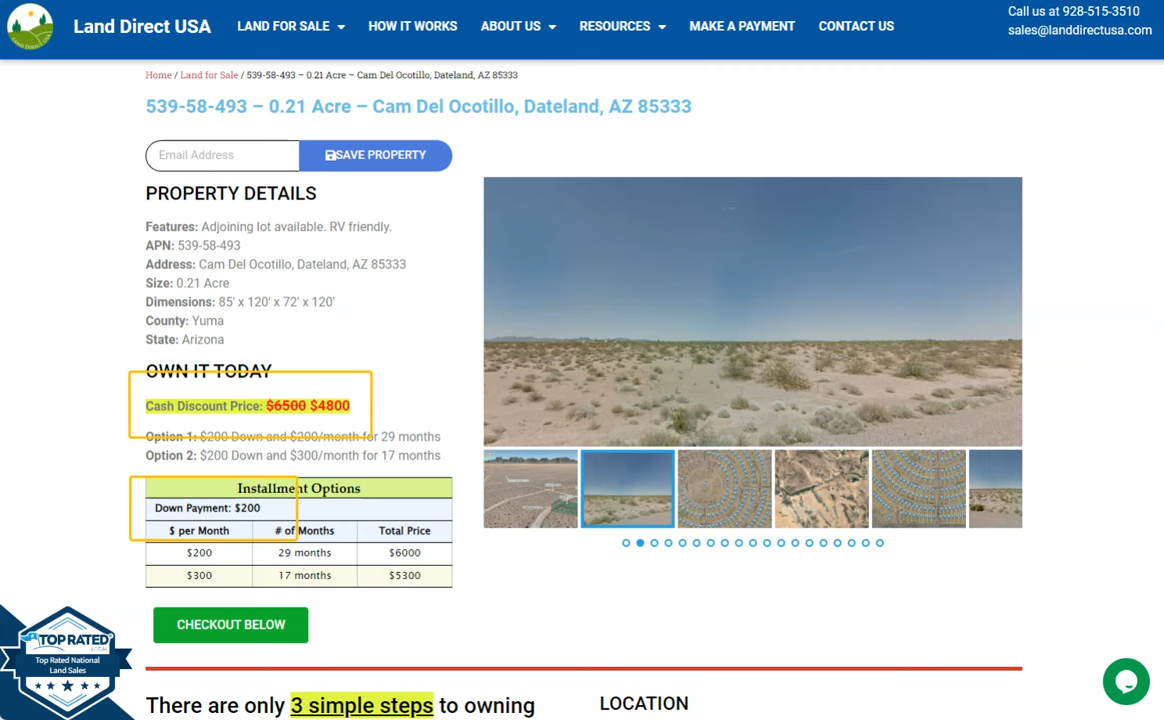 Land Direct USA
LAND FOR SALE
HOW IT WORKS
ABOUT US
RESOURCES
MAKE A PAYMENT
CONTACT US
Call us at 928-515-3510
sales@landdirectusa.com
Home / Land for Sale / 539-58-493 – 0.21 Acre – Cam Del Ocotillo, Dateland, AZ 85333
539-58-493 – 0.21 Acre – Cam Del Ocotillo, Dateland, AZ 85333
Email Address
SAVE PROPERTY
PROPERTY DETAILS
Features: Adjoining lot available. RV friendly.
APN: 539-58-493
Address: Cam Del Ocotillo, Dateland, AZ 85333
Size: 0.21 Acre
Dimensions: 85' x 120' x 72' x 120'
County: Yuma
State: Arizona
OWN IT TODAY
Cash Discount Price: $6500 $4800
Option 1: $200 Down and $200/month for 29 months
Option 2: $200 Down and $300/month for 17 months
Installment Options
Down Payment: $200
$ per Month # of Months Total Price
$200 29 months $6000
$300 17 months $5300
CHECKOUT BELOW
TOP RATED
LOCAL
Top Rated National
Land Sales
There are only 3 simple steps to owning
LOCATION